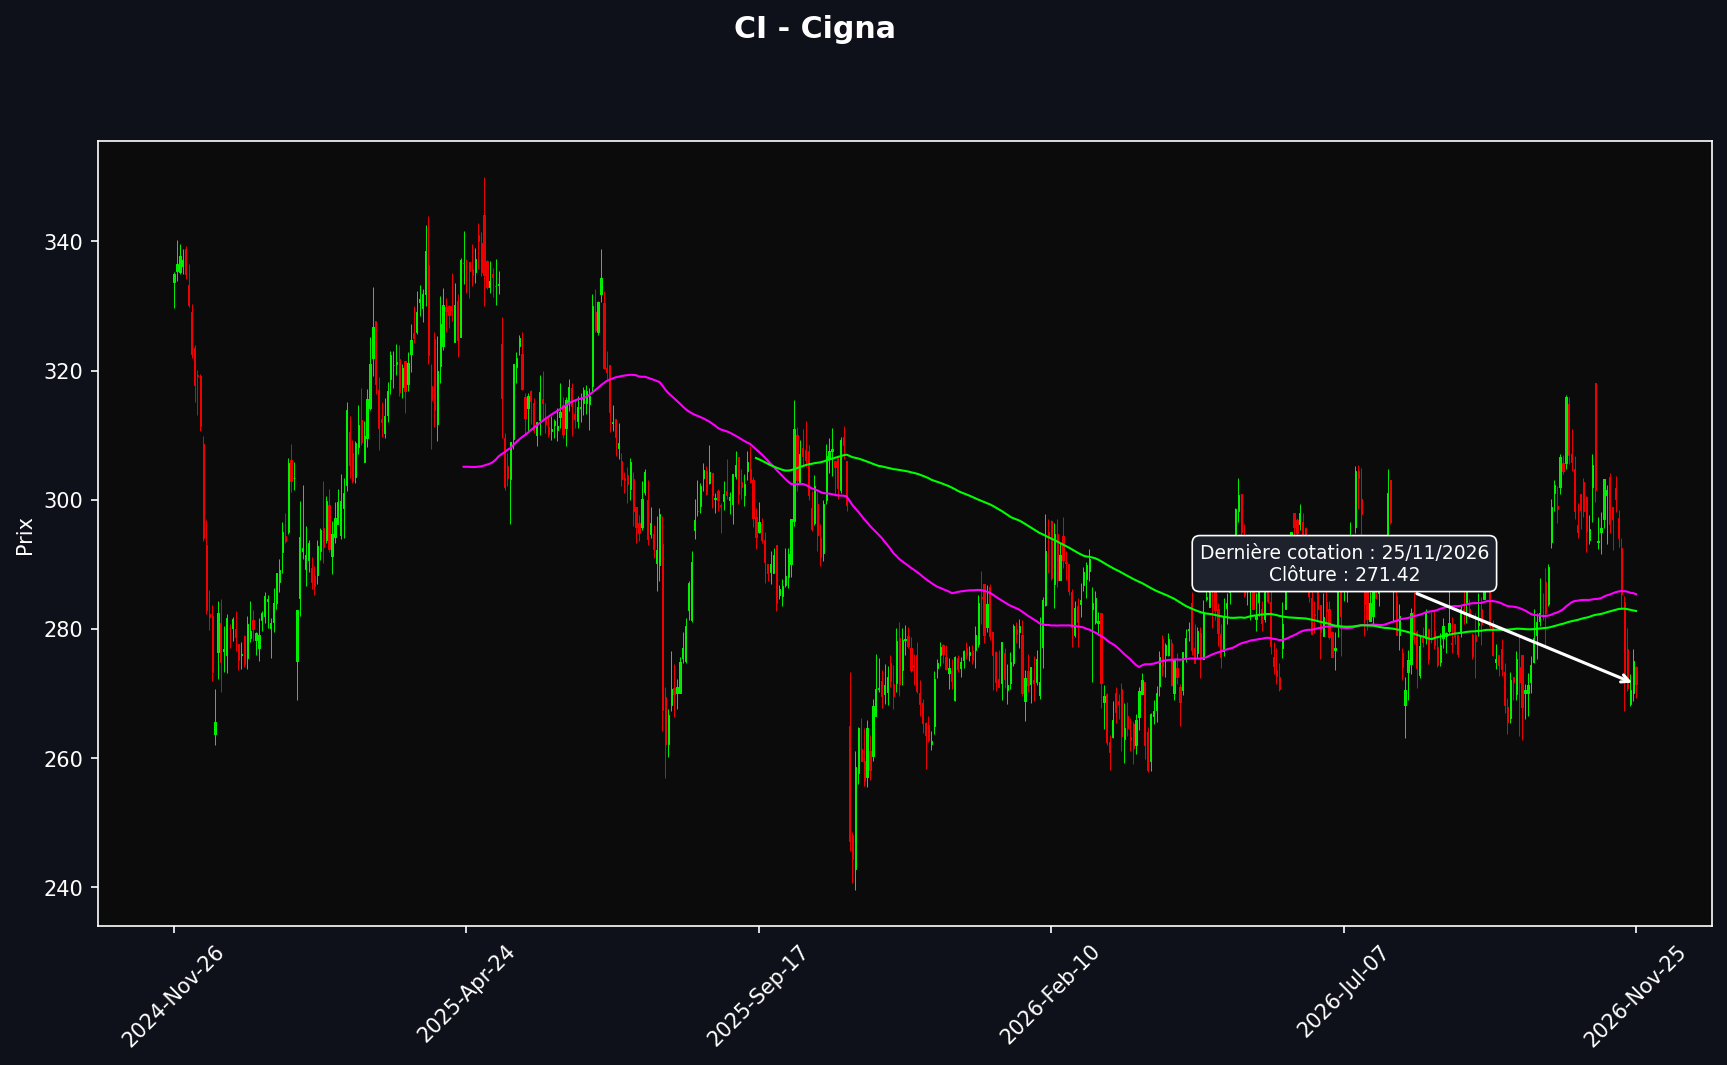 CI - Cigna
Prix
340
320
300
280
260
240
Dernière cotation : 25/11/2026
Clôture : 271.42
2024-Nov-26
2025-Apr-24
2025-Sep-17
2026-Feb-10
2026-Jul-07
2026-Nov-25